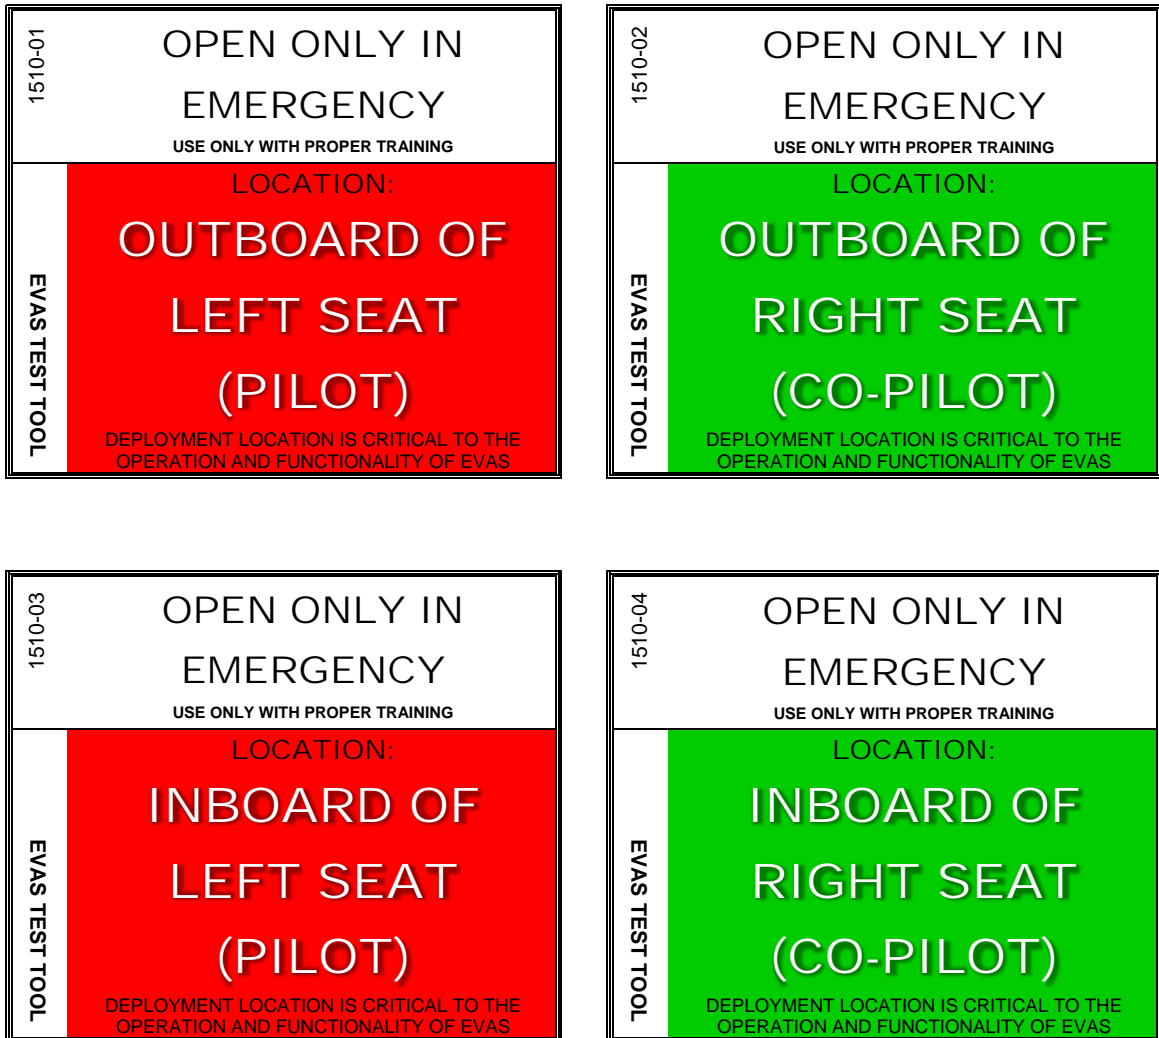 1510-01
OPEN ONLY IN
EMERGENCY
USE ONLY WITH PROPER TRAINING
EVAS TEST TOOL
LOCATION:
OUTBOARD OF
LEFT SEAT
(PILOT)
DEPLOYMENT LOCATION IS CRITICAL TO THE
OPERATION AND FUNCTIONALITY OF EVAS
1510-02
OPEN ONLY IN
EMERGENCY
USE ONLY WITH PROPER TRAINING
EVAS TEST TOOL
LOCATION:
OUTBOARD OF
RIGHT SEAT
(CO-PILOT)
DEPLOYMENT LOCATION IS CRITICAL TO THE
OPERATION AND FUNCTIONALITY OF EVAS
1510-03
OPEN ONLY IN
EMERGENCY
USE ONLY WITH PROPER TRAINING
EVAS TEST TOOL
LOCATION:
INBOARD OF
LEFT SEAT
(PILOT)
DEPLOYMENT LOCATION IS CRITICAL TO THE
OPERATION AND FUNCTIONALITY OF EVAS
1510-04
OPEN ONLY IN
EMERGENCY
USE ONLY WITH PROPER TRAINING
EVAS TEST TOOL
LOCATION:
INBOARD OF
RIGHT SEAT
(CO-PILOT)
DEPLOYMENT LOCATION IS CRITICAL TO THE
OPERATION AND FUNCTIONALITY OF EVAS